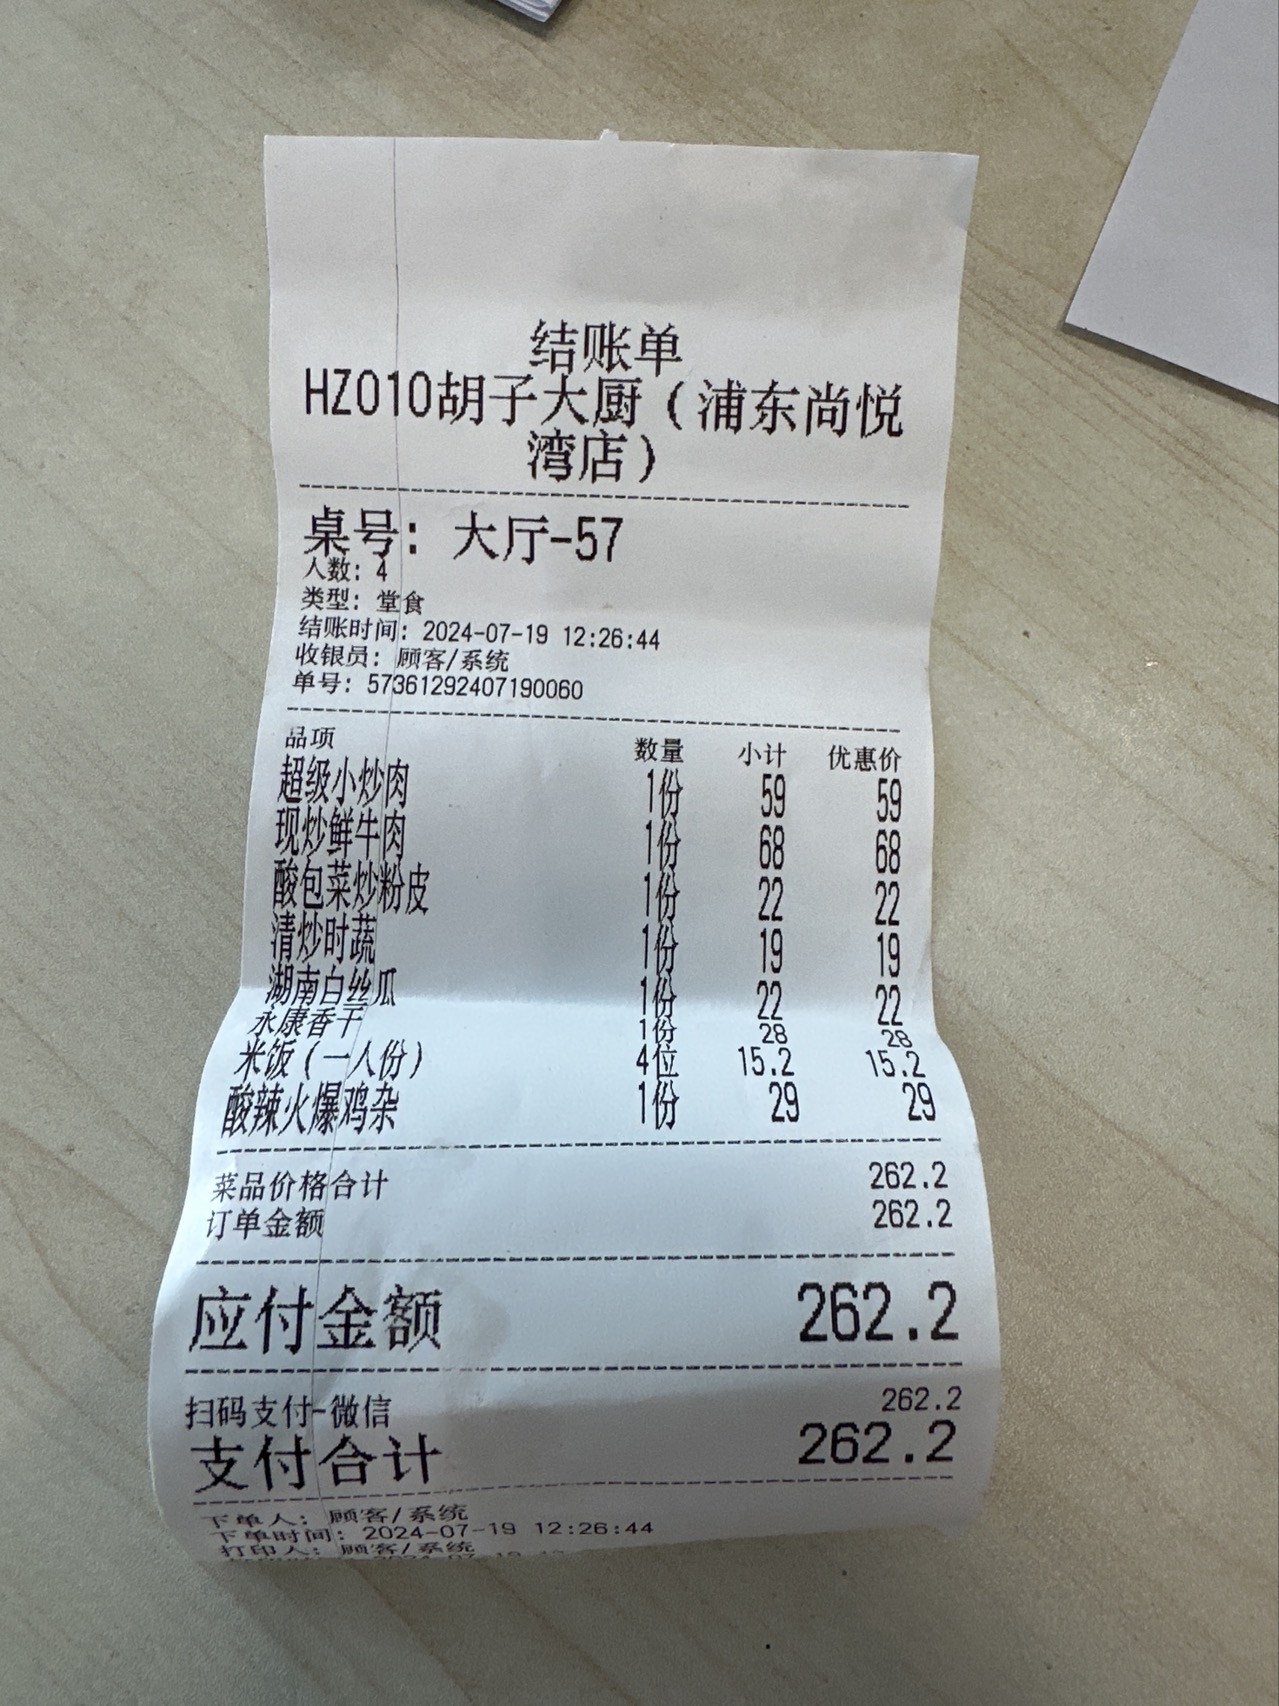 结账单
HZ010胡子大厨(浦东尚悦
湾店)
桌号: 大厅-57
人数: 4
类型: 堂食
结账时间: 2024-07-19 12:26:44
收银员: 顾客/系统
单号: 57361292407190060
品项 数量 小计 优惠价
超级小炒肉 1份 59 59
现炒鲜牛肉 1份 68 68
酸包菜炒粉皮 1份 22 22
清炒时蔬 1份 19 19
湖南白丝瓜 1份 22 22
永康香干 1份 28 28
米饭(一人份) 4位 15.2 15.2
酸辣火爆鸡杂 1份 29 29
菜品价格合计 262.2
订单金额 262.2
应付金额 262.2
扫码支付-微信 262.2
支付合计 262.2
下单人: 顾客/系统
下单时间: 2024-07-19 12:26:44
打印人: 顾客/系统